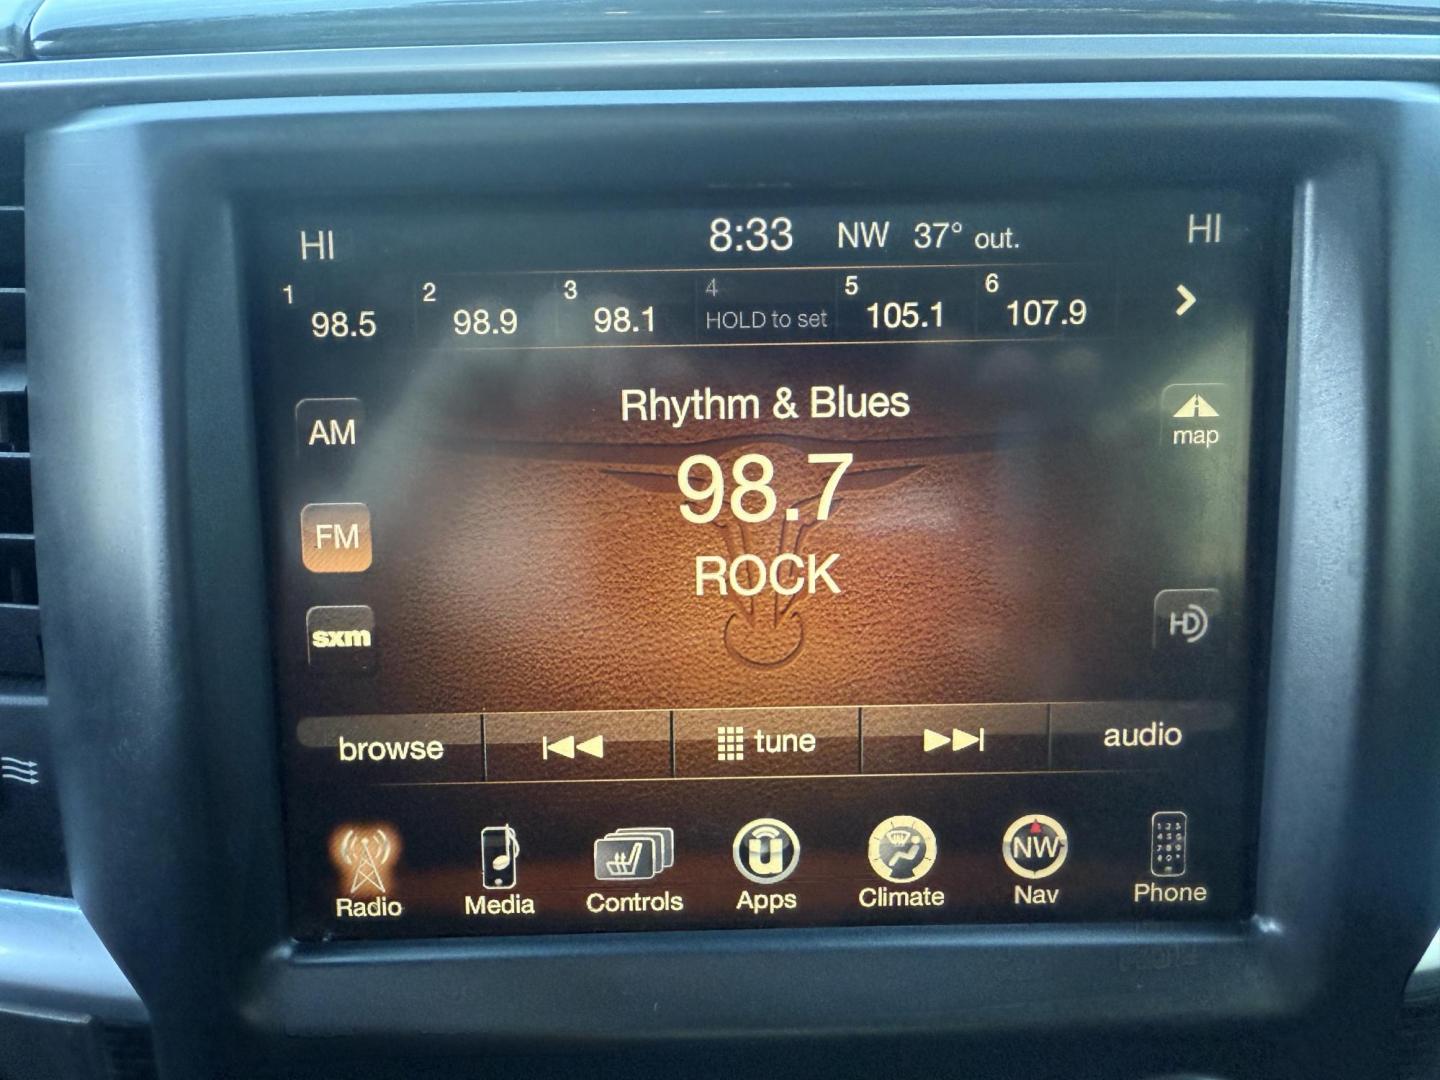 HI 8:33 NW 37° out. HI
1 98.5 2 98.9 3 98.1 4 HOLD to set 5 105.1 6 107.9
Rhythm & Blues
AM
map
98.7
FM
ROCK
sxm
HD
browse tune audio
NW
Radio Media Controls Apps Climate Nav Phone